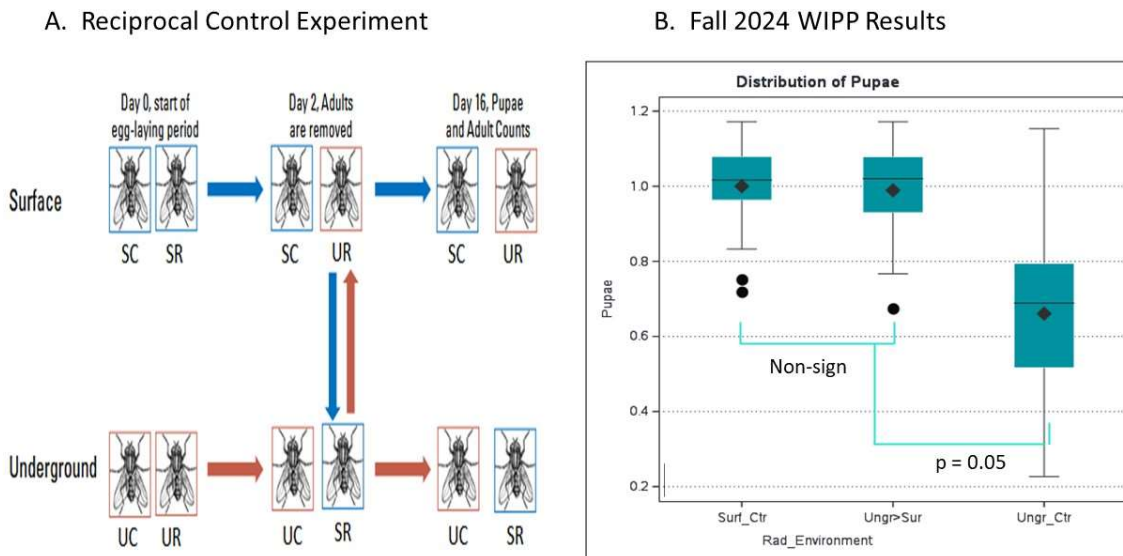 A. Reciprocal Control Experiment
Day 0, start of
egg-laying period
Day 2, Adults
are removed
Day 16, Pupae
and Adult Counts
Surface
SC SR
SC UR
SC UR
Underground
UC UR
UC SR
UC SR
B. Fall 2024 WIPP Results
Distribution of Pupae
1.2
1.0
0.8
0.6
0.4
0.2
Pupae
Non-sign
p = 0.05
Surf_Ctr
Ungr>Sur
Ungr_Ctr
Rad_Environment